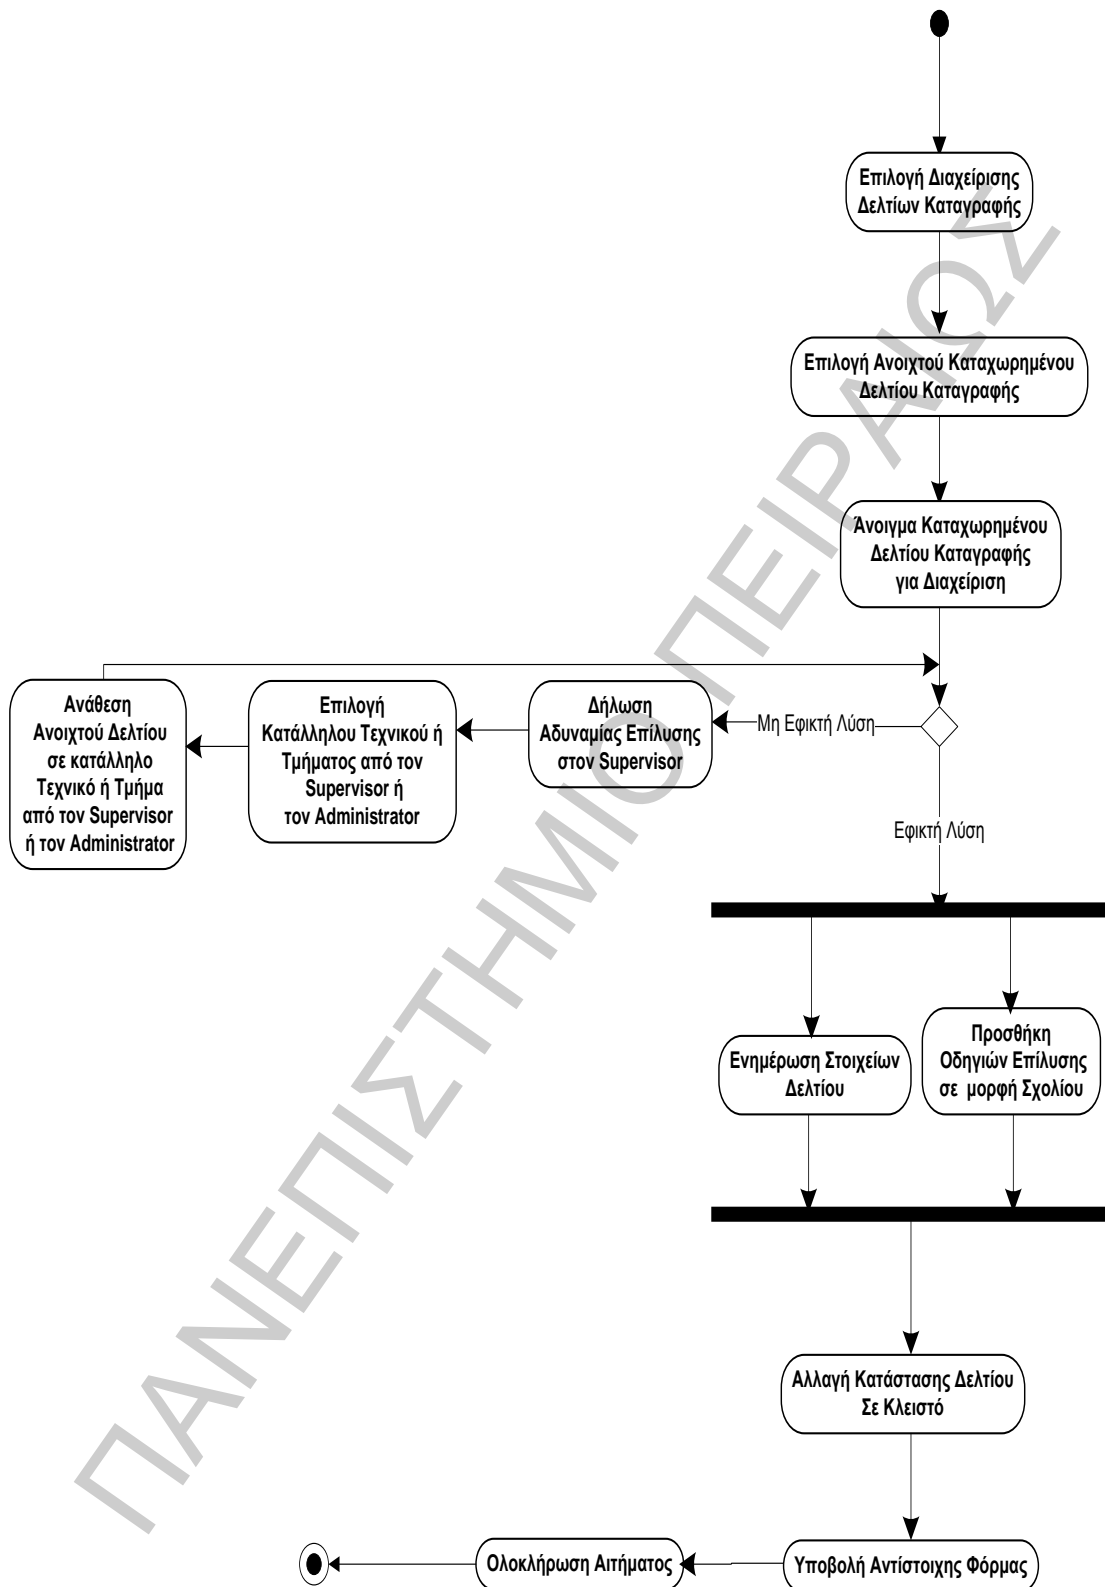 Επιλογή Διαχείρισης
Δελτίων Καταγραφής
Επιλογή Ανοιχτού Καταχωρημένου
Δελτίου Καταγραφής
Άνοιγμα Καταχωρημένου
Δελτίου Καταγραφής
για Διαχείριση
Ανάθεση
Ανοιχτού Δελτίου
σε κατάλληλο
Τεχνικό ή Τμήμα
από τον Supervisor
ή τον Administrator
Επιλογή
Κατάλληλου Τεχνικού ή
Τμήματος από τον
Supervisor ή
τον Administrator
Δήλωση
Αδυναμίας Επίλυσης
στον Supervisor
Μη Εφικτή Λύση
Εφικτή Λύση
Ενημέρωση Στοιχείων
Δελτίου
Προσθήκη
Οδηγιών Επίλυσης
σε μορφή Σχολίου
Αλλαγή Κατάστασης Δελτίου
Σε Κλειστό
Υποβολή Αντίστοιχης Φόρμας
Ολοκλήρωση Αιτήματος
ΠΑΝΕΠΙΣΤΗΜΙΟ ΠΕΙΡΑΙΩΣ